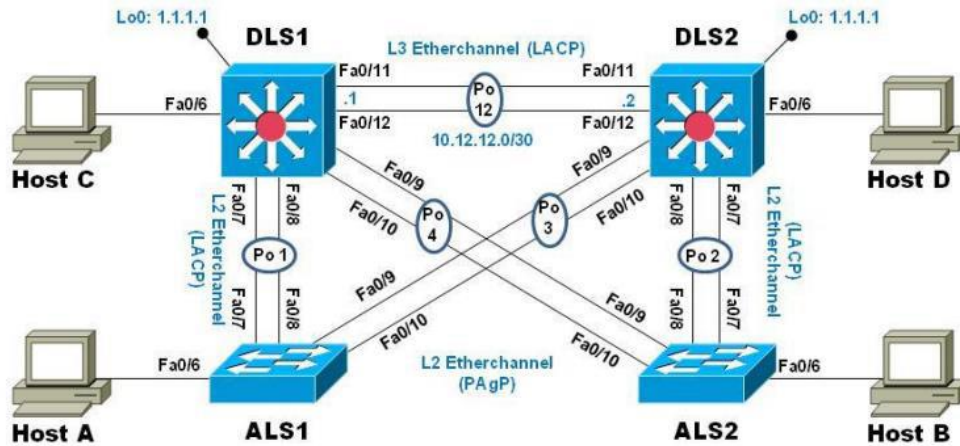 Lo0: 1.1.1.1
Lo0: 1.1.1.1
DLS1
DLS2
L3 Etherchannel (LACP)
Fa0/11
Fa0/11
Fa0/6
.1
Po
12
.2
Fa0/6
Fa0/12
Fa0/12
10.12.12.0/30
Host C
Host D
Fa0/9
Fa0/9
Fa0/7
Fa0/8
Fa0/10
Po
4
Po
3
Fa0/10
Fa0/8
Fa0/7
L2 Etherchannel
(LACP)
Po 1
Po 2
(LACP)
L2 Etherchannel
Fa0/7
Fa0/8
Fa0/9
Fa0/10
Fa0/9
Fa0/10
Fa0/8
Fa0/7
Fa0/6
L2 Etherchannel
(PAgP)
Fa0/6
Host A
ALS1
ALS2
Host B